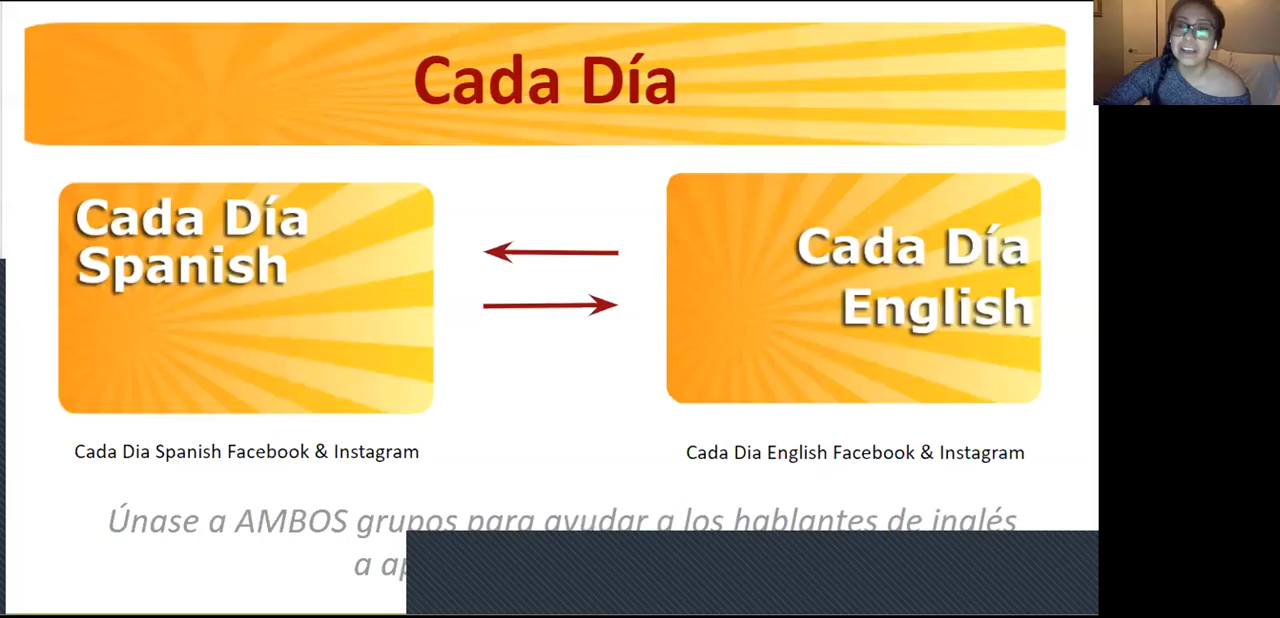 Cada Día
Cada Día
Spanish
Cada Día
English
Cada Dia Spanish Facebook & Instagram
Cada Dia English Facebook & Instagram
Únase a AMBOS grupos para ayudar a los hablantes de inglés
a